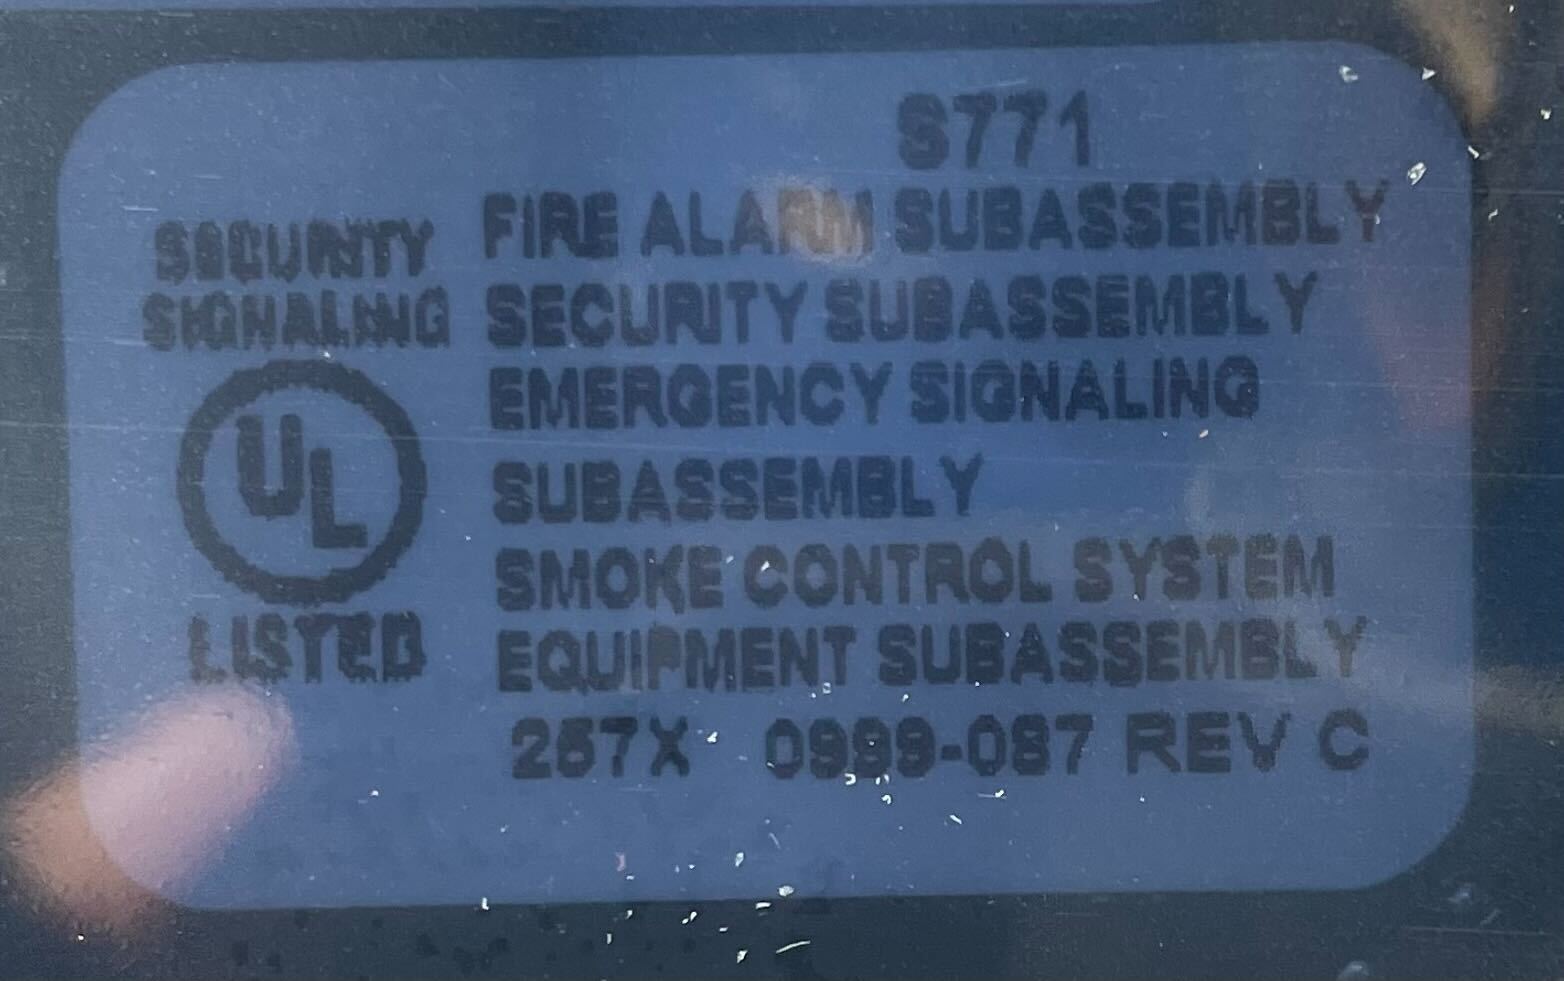 S771
SECURITY
SIGNALING
UL
LISTED
FIRE ALARM SUBASSEMBLY
SECURITY SUBASSEMBLY
EMERGENCY SIGNALING
SUBASSEMBLY
SMOKE CONTROL SYSTEM
EQUIPMENT SUBASSEMBLY
257X 0999-087 REV C